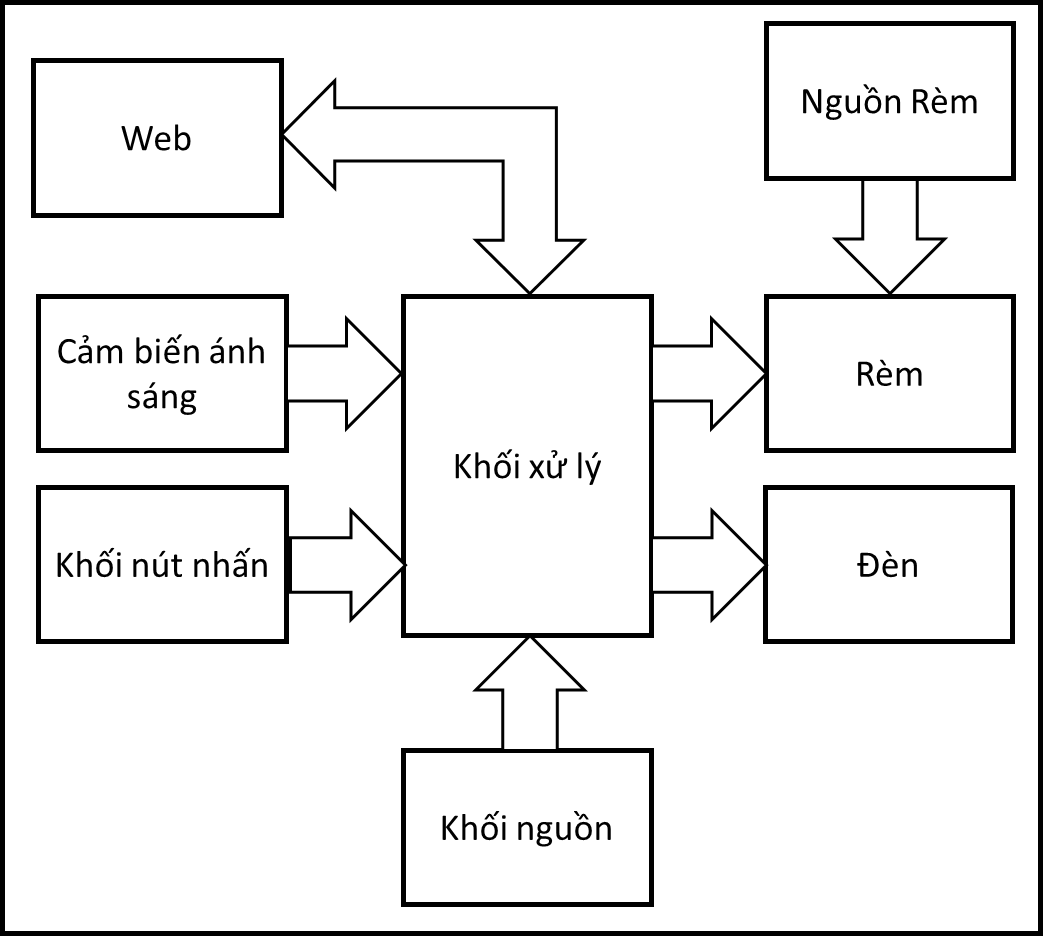 Web
Nguồn Rèm
Cảm biến ánh
sáng
Khối xử lý
Rèm
Khối nút nhấn
Đèn
Khối nguồn